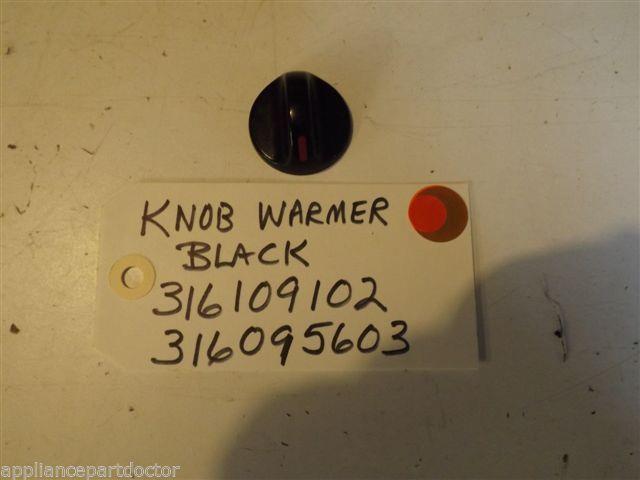 KNOB WARMER
BLACK
316109102
316095603
appliancepartdoctor